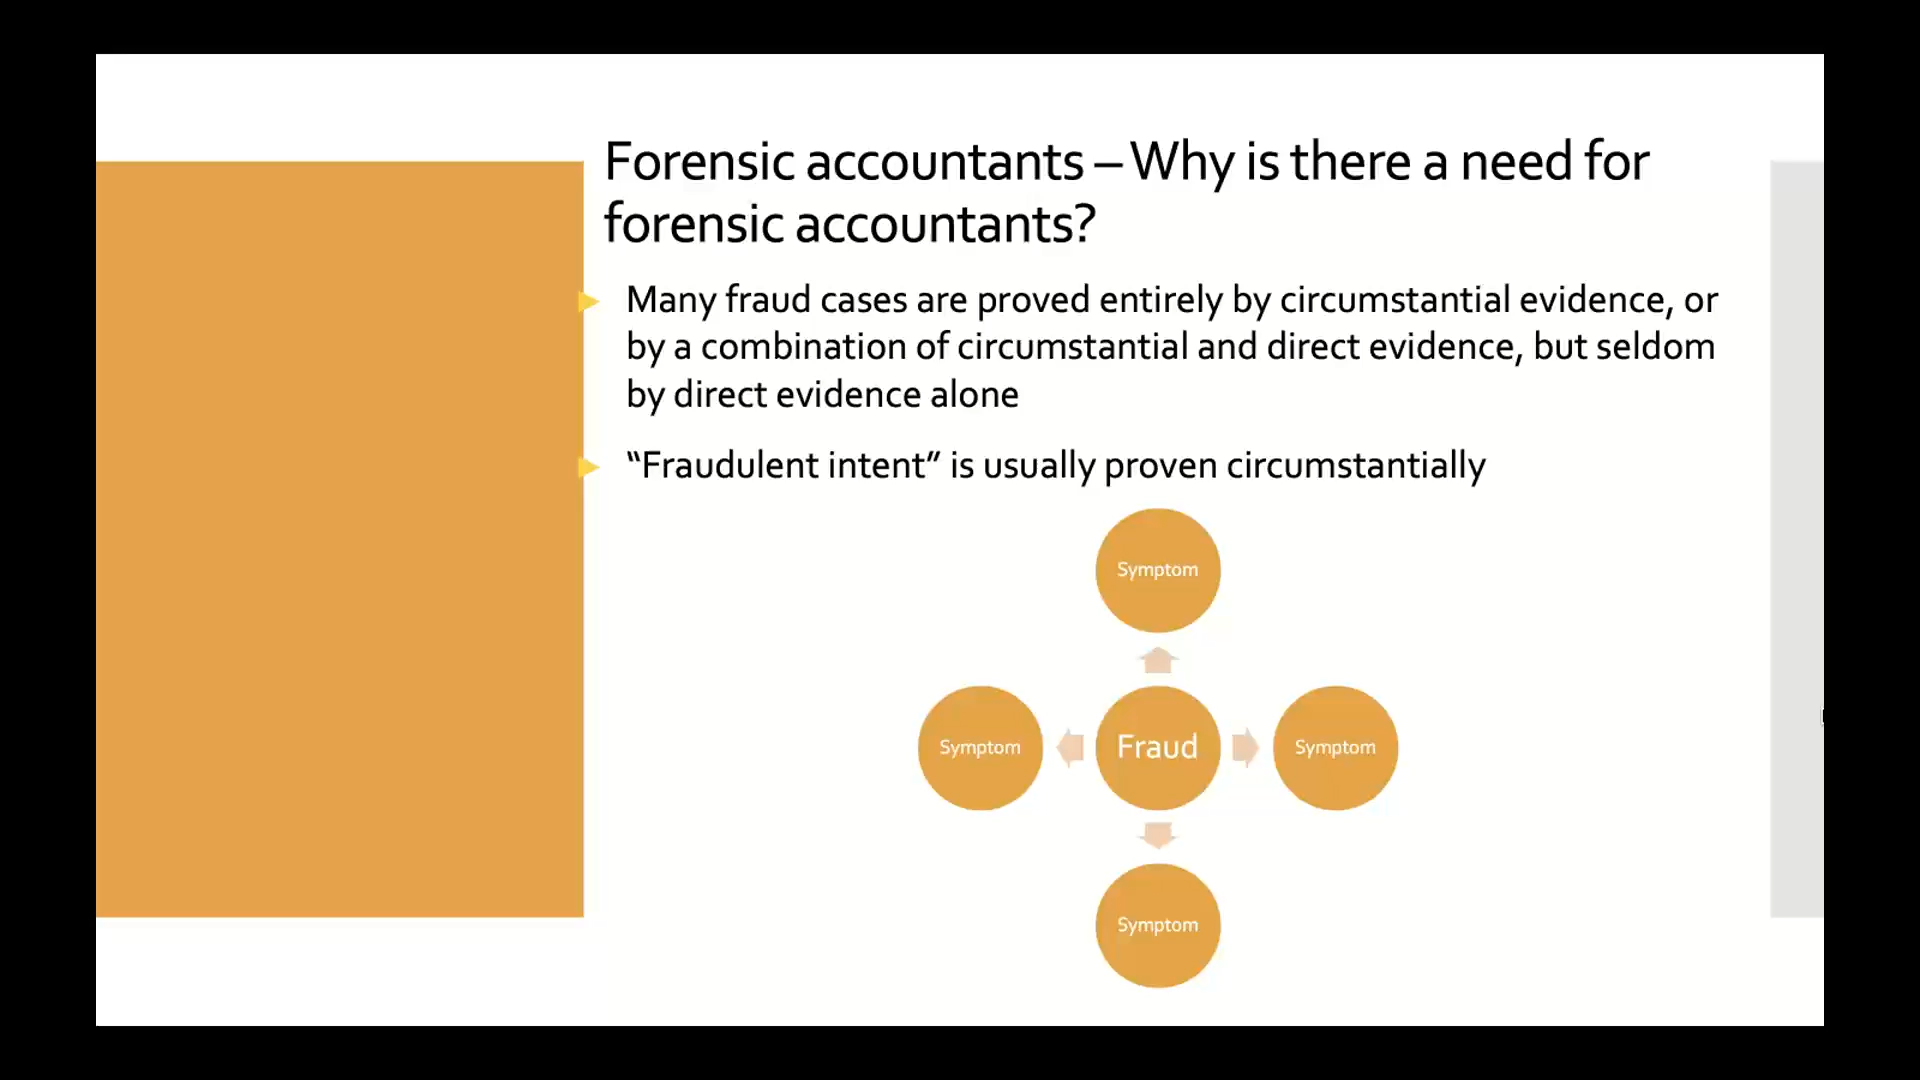 Forensic accountants – Why is there a need for
forensic accountants?
Many fraud cases are proved entirely by circumstantial evidence, or
by a combination of circumstantial and direct evidence, but seldom
by direct evidence alone
“Fraudulent intent” is usually proven circumstantially
Symptom
Symptom
Fraud
Symptom
Symptom